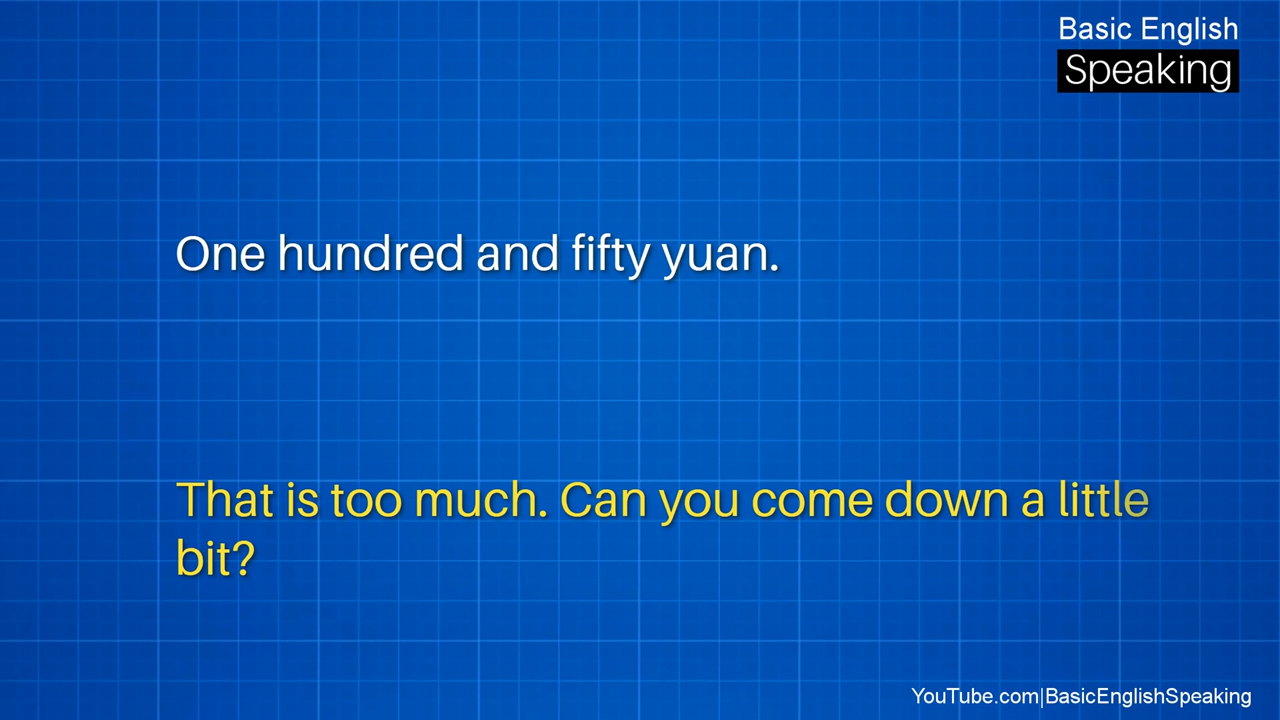 Basic English
Speaking
One hundred and fifty yuan.
That is too much. Can you come down a little
bit?
YouTube.com|BasicEnglishSpeaking